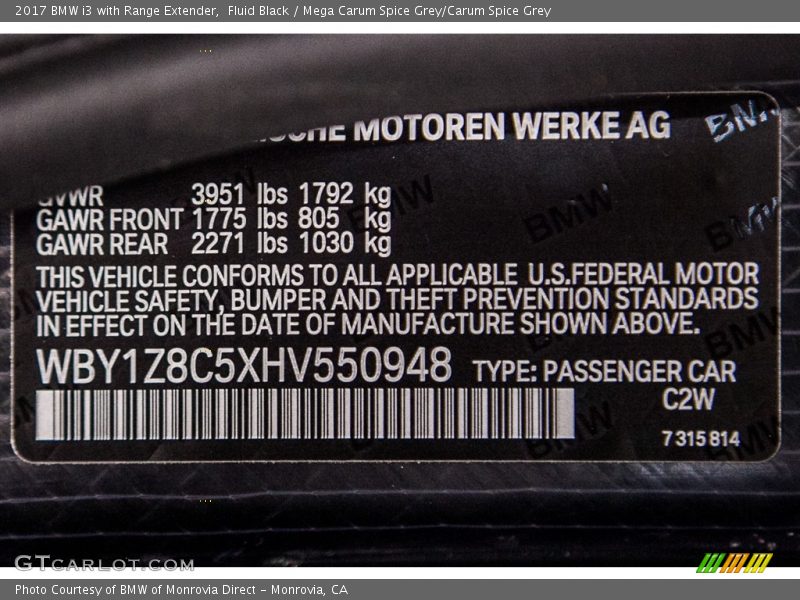 2017 BMW i3 with Range Extender, Fluid Black / Mega Carum Spice Grey/Carum Spice Grey
MOTOREN WERKE AG
GVWR 3951 lbs 1792 kg
GAWR FRONT 1775 lbs 805 kg
GAWR REAR 2271 lbs 1030 kg
THIS VEHICLE CONFORMS TO ALL APPLICABLE U.S.FEDERAL MOTOR
VEHICLE SAFETY, BUMPER AND THEFT PREVENTION STANDARDS
IN EFFECT ON THE DATE OF MANUFACTURE SHOWN ABOVE.
WBY1Z8C5XHV550948 TYPE: PASSENGER CAR
C2W
7 315 814
GTCARLOT.COM
Photo Courtesy of BMW of Monrovia Direct - Monrovia, CA